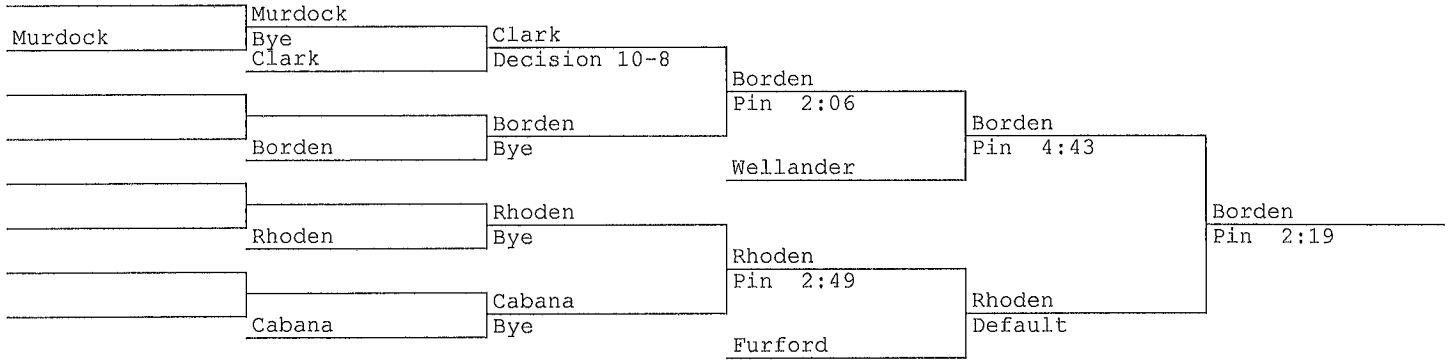 Murdock
Murdock
Bye
Clark
Clark
Decision 10-8
Borden
Pin 2:06
Borden
Borden
Bye
Borden
Pin 4:43
Wellander
Rhoden
Rhoden
Bye
Borden
Pin 2:19
Rhoden
Pin 2:49
Cabana
Cabana
Bye
Rhoden
Default
Furford